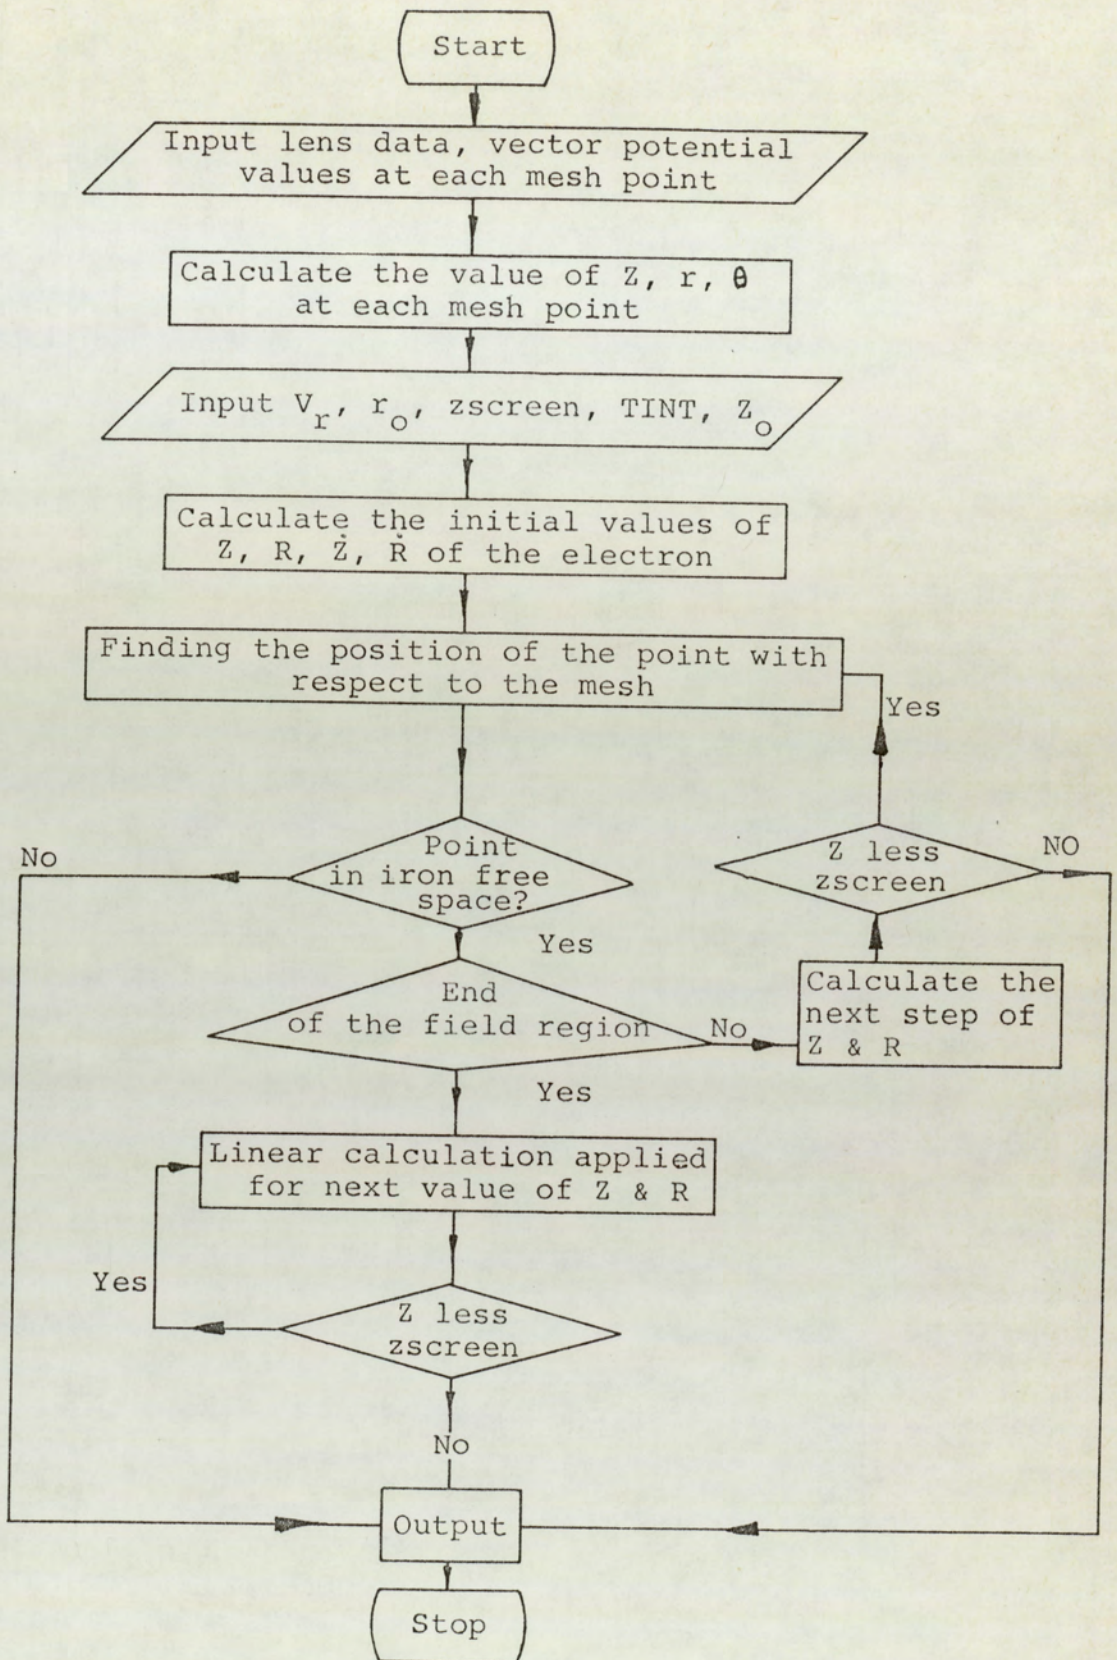 Start
Input lens data, vector potential
values at each mesh point
Calculate the value of Z, r, θ
at each mesh point
Input Vr, ro, zscreen, TINT, Zo
Calculate the initial values of
Z, R, Ż, Ṙ of the electron
Finding the position of the point with
respect to the mesh
Yes
Point
in iron free
space?
No
Z less
zscreen
NO
Yes
End
of the field region
No
Calculate the
next step of
Z & R
Yes
Linear calculation applied
for next value of Z & R
Yes
Z less
zscreen
No
Output
Stop